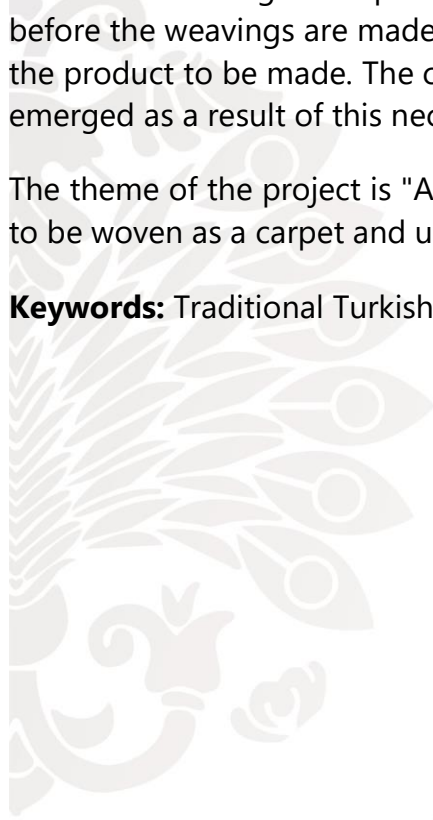 before the weavings are made
the product to be made. The
emerged as a result of this
The theme of the project is "A
to be woven as a carpet and
Keywords: Traditional Turkish